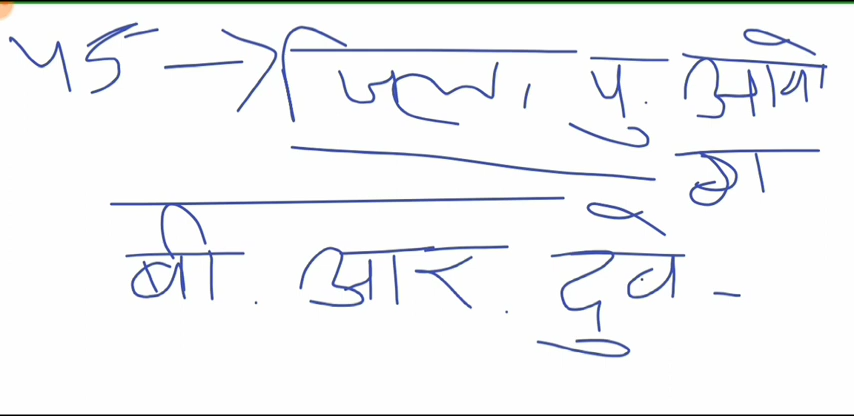 45 → जिला पु. आयो
ग
बी. आर. दुबे -